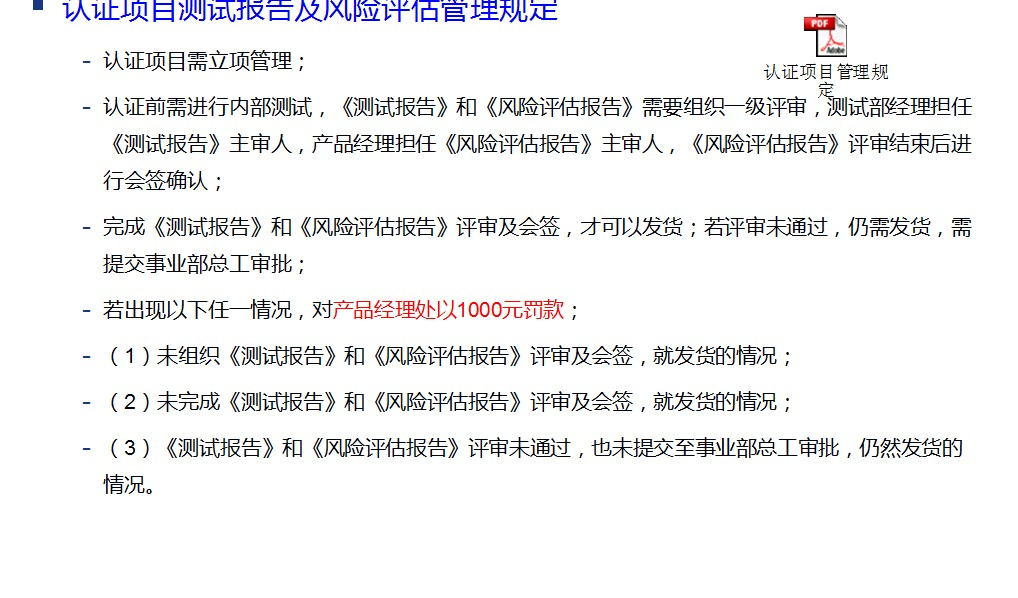 认证项目测试报告及风险评估管理规定
PDF
Adobe
认证项目管理规
定
- 认证项目需立项管理；
- 认证前需进行内部测试，《测试报告》和《风险评估报告》需要组织一级评审，测试部经理担任
《测试报告》主审人，产品经理担任《风险评估报告》主审人，《风险评估报告》评审结束后进
行会签确认；
- 完成《测试报告》和《风险评估报告》评审及会签，才可以发货；若评审未通过，仍需发货，需
提交事业部总工审批；
- 若出现以下任一情况，对产品经理处以1000元罚款；
- （1）未组织《测试报告》和《风险评估报告》评审及会签，就发货的情况；
- （2）未完成《测试报告》和《风险评估报告》评审及会签，就发货的情况；
- （3）《测试报告》和《风险评估报告》评审未通过，也未提交至事业部总工审批，仍然发货的
情况。